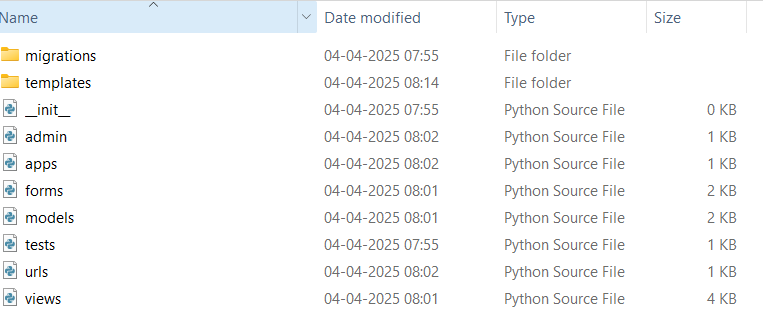 Name Date modified Type Size
migrations 04-04-2025 07:55 File folder
templates 04-04-2025 08:14 File folder
__init__ 04-04-2025 07:55 Python Source File 0 KB
admin 04-04-2025 08:02 Python Source File 1 KB
apps 04-04-2025 08:02 Python Source File 1 KB
forms 04-04-2025 08:01 Python Source File 2 KB
models 04-04-2025 08:01 Python Source File 2 KB
tests 04-04-2025 07:55 Python Source File 1 KB
urls 04-04-2025 08:02 Python Source File 1 KB
views 04-04-2025 08:01 Python Source File 4 KB